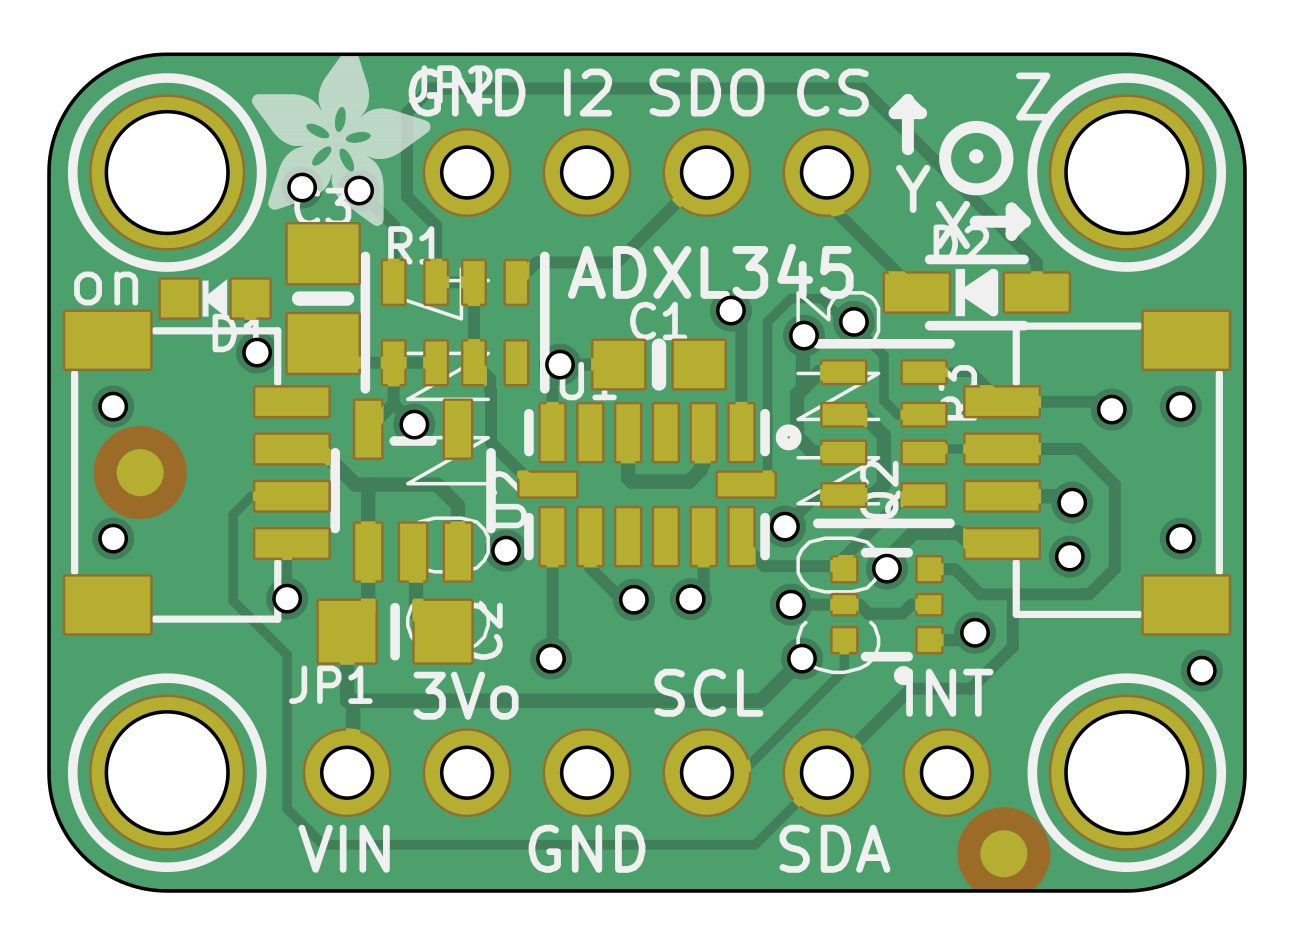 JP2
GND I2 SDO CS
Z
Y
X
C3
R1
D2
ADXL345
on
C1
D1
U1
JP1
3Vo
SCL
INT
VIN
GND
SDA